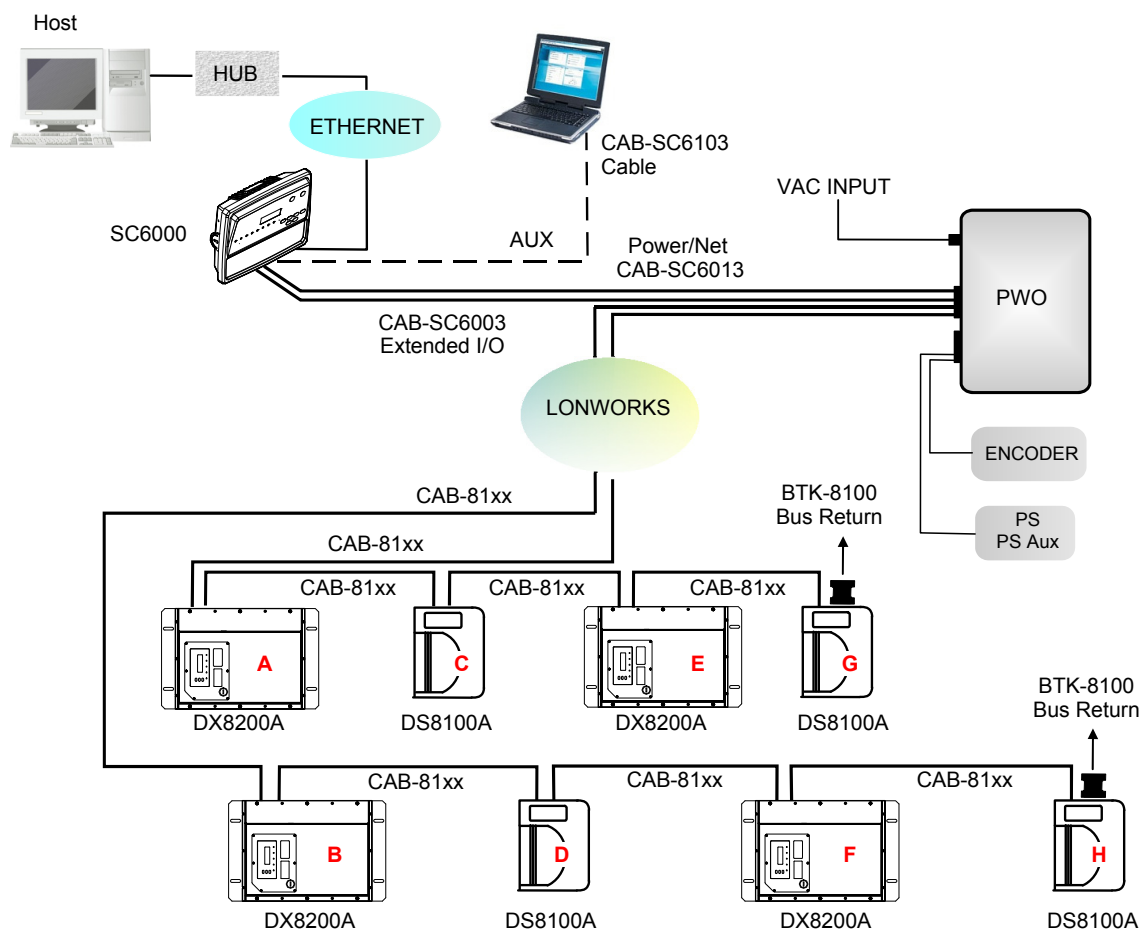 Host
HUB
ETHERNET
CAB-SC6103
Cable
VAC INPUT
SC6000
AUX
Power/Net
CAB-SC6013
PWO
CAB-SC6003
Extended I/O
LONWORKS
ENCODER
CAB-81xx
BTK-8100
Bus Return
PS
PS Aux
CAB-81xx
CAB-81xx
CAB-81xx
CAB-81xx
A
C
E
G
DX8200A
DS8100A
DX8200A
DS8100A
BTK-8100
Bus Return
CAB-81xx
CAB-81xx
CAB-81xx
B
D
F
H
DX8200A
DS8100A
DX8200A
DS8100A